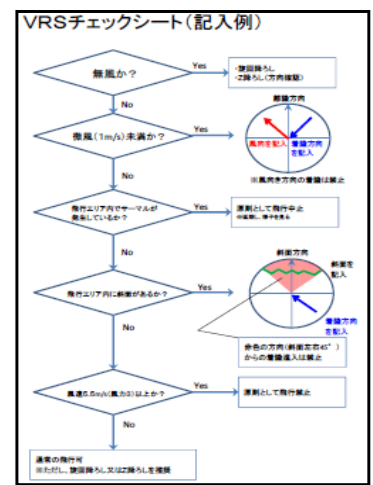 VRSチェックシート(記入例)
無風か?
Yes
・旋回降ろし
・Z降ろし(方向確認)
No
離陸方向
微風(1m/s)未満か?
Yes
風向を記入
着陸方向
を記入
※風向き方向の着陸は禁止
No
飛行エリア内でサーマルが
発生しているか?
Yes
原則として飛行中止
No
斜面方向
斜面を
記入
飛行エリア内に斜面があるか?
Yes
着陸方向
を記入
No
赤色の方向(斜面左右45°)
からの着陸進入は禁止
風速5.5m/s(風力3)以上か?
Yes
原則として飛行禁止
No
通常の飛行可
※ただし、旋回降ろし又はZ降ろしを推奨